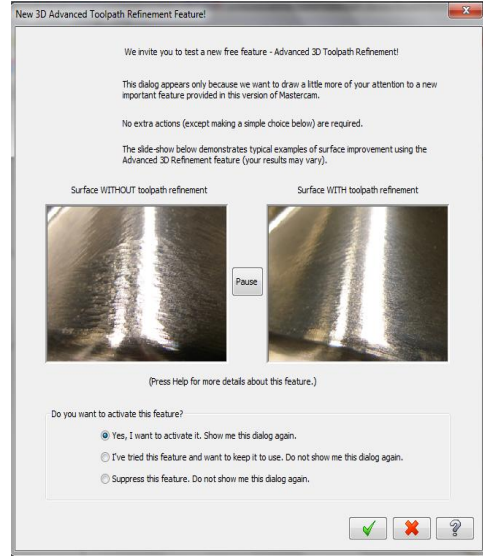 New 3D Advanced Toolpath Refinement Feature!
We invite you to test a new free feature - Advanced 3D Toolpath Refinement!
This dialog appears only because we want to draw a little more of your attention to a new
important feature provided in this version of Mastercam.
No extra actions (except making a simple choice below) are required.
The slide-show below demonstrates typical examples of surface improvement using the
Advanced 3D Refinement feature (your results may vary).
Surface WITHOUT toolpath refinement
Surface WITH toolpath refinement
Pause
(Press Help for more details about this feature.)
Do you want to activate this feature?
Yes, I want to activate it. Show me this dialog again.
I've tried this feature and want to keep it to use. Do not show me this dialog again.
Suppress this feature. Do not show me this dialog again.